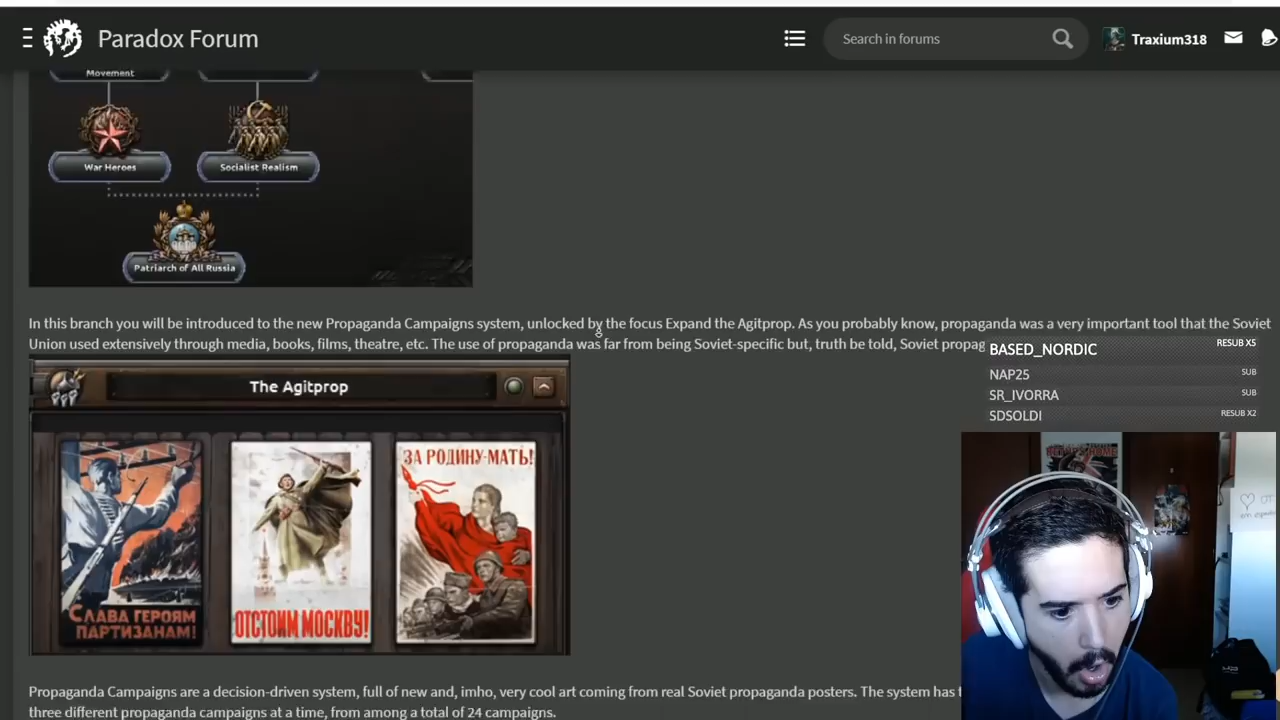 Paradox Forum
Search in forums
Traxium318
Movement
War Heroes
Socialist Realism
Patriarch of All Russia
In this branch you will be introduced to the new Propaganda Campaigns system, unlocked by the focus Expand the Agitprop. As you probably know, propaganda was a very important tool that the Soviet
Union used extensively through media, books, films, theatre, etc. The use of propaganda was far from being Soviet-specific but, truth be told, Soviet propag
BASED_NORDIC RESUB X5
NAP25 SUB
SR_IVORRA SUB
SDSOLDI RESUB X2
The Agitprop
СЛАВА ГЕРОЯМ
ПАРТИЗАНАМ!
ОТСТОИМ МОСКВУ!
ЗА РОДИНУ-МАТЬ!
Propaganda Campaigns are a decision-driven system, full of new and, imho, very cool art coming from real Soviet propaganda posters. The system has
three different propaganda campaigns at a time, from among a total of 24 campaigns.